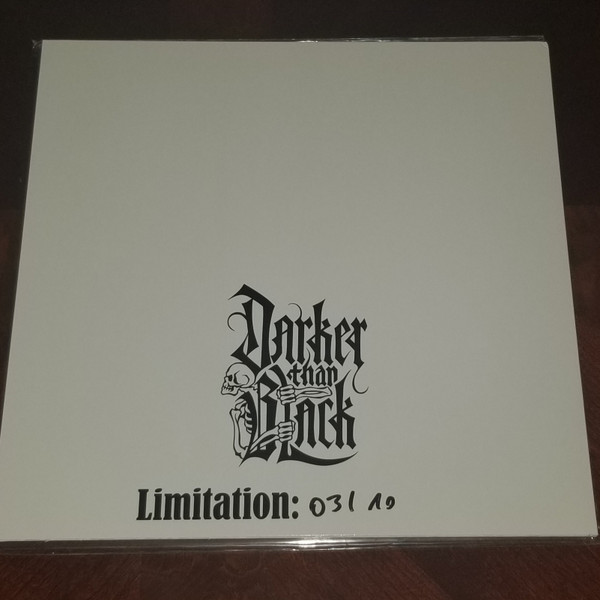 Darker
than
Black
Limitation: 03/10